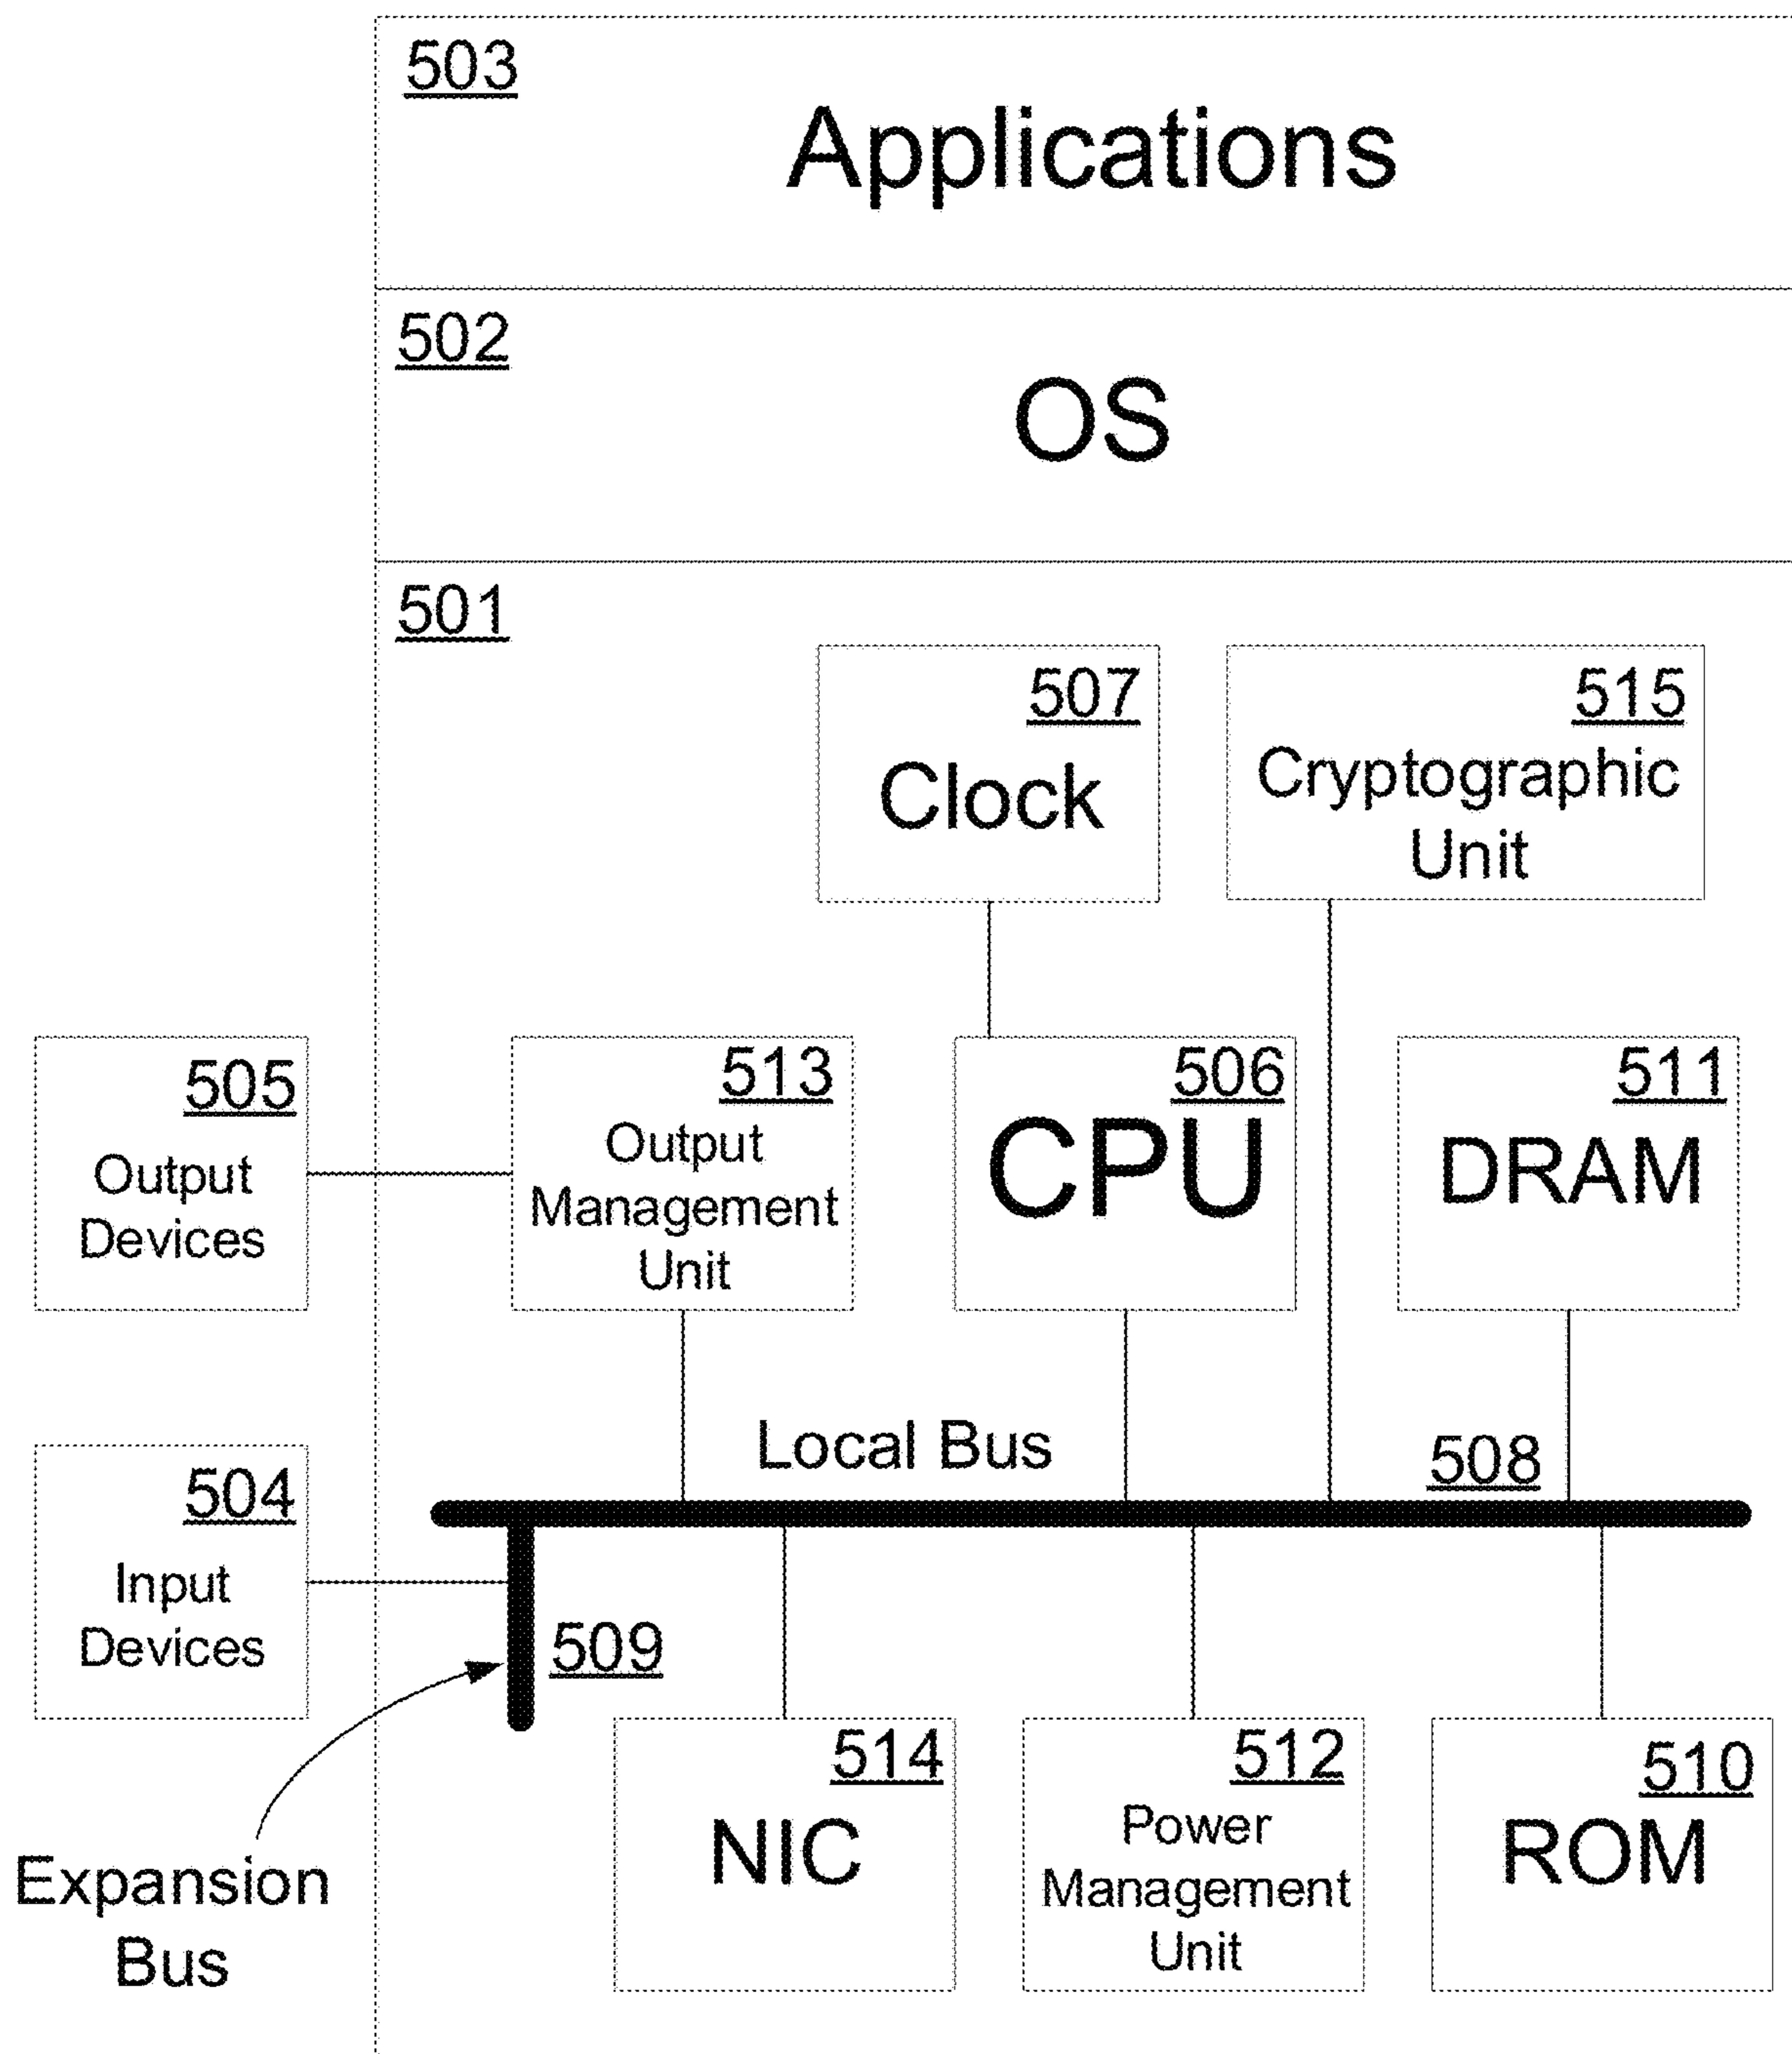 503
Applications
502
OS
501
507
Clock
515
Cryptographic
Unit
505
Output
Devices
513
Output
Management
Unit
506
CPU
511
DRAM
Local Bus
508
504
Input
Devices
509
Expansion
Bus
514
NIC
512
Power
Management
Unit
510
ROM